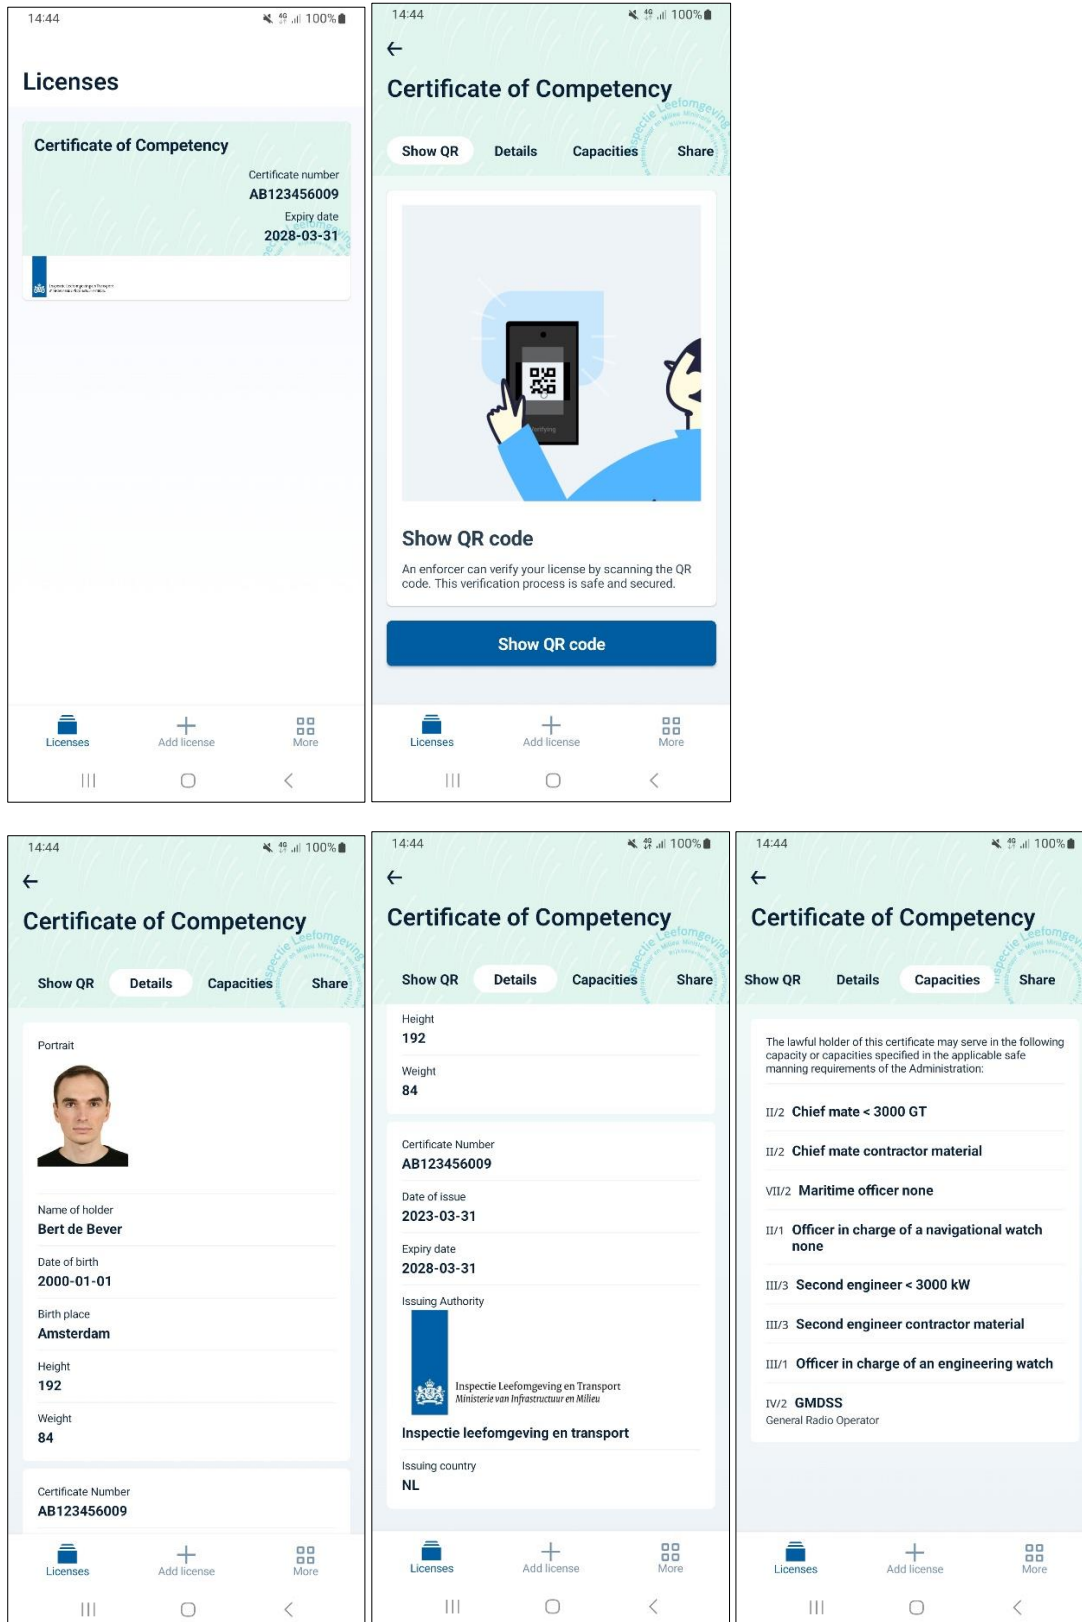 14:44
4G
100%
Licenses
Certificate of Competency
Certificate number
AB123456009
Expiry date
2028-03-31
Inspectie Leefomgeving en Transport
Licenses
Add license
More
14:44
4G
100%
Certificate of Competency
Show QR
Details
Capacities
Share
Show QR code
An enforcer can verify your license by scanning the QR
code. This verification process is safe and secured.
Show QR code
Licenses
Add license
More
14:44
4G
100%
Certificate of Competency
Show QR
Details
Capacities
Share
Portrait
Name of holder
Bert de Bever
Date of birth
2000-01-01
Birth place
Amsterdam
Height
192
Weight
84
Certificate Number
AB123456009
Licenses
Add license
More
14:44
4G
100%
Certificate of Competency
Show QR
Details
Capacities
Share
Height
192
Weight
84
Certificate Number
AB123456009
Date of issue
2023-03-31
Expiry date
2028-03-31
Issuing Authority
Inspectie Leefomgeving en Transport
Ministerie van Infrastructuur en Milieu
Inspectie leefomgeving en transport
Issuing country
NL
Licenses
Add license
More
14:44
4G
100%
Certificate of Competency
Show QR
Details
Capacities
Share
The lawful holder of this certificate may serve in the following
capacity or capacities specified in the applicable safe
manning requirements of the Administration:
II/2 Chief mate < 3000 GT
II/2 Chief mate contractor material
VII/2 Maritime officer none
II/1 Officer in charge of a navigational watch
none
III/3 Second engineer < 3000 kW
III/3 Second engineer contractor material
III/1 Officer in charge of an engineering watch
IV/2 GMDSS
General Radio Operator
Licenses
Add license
More